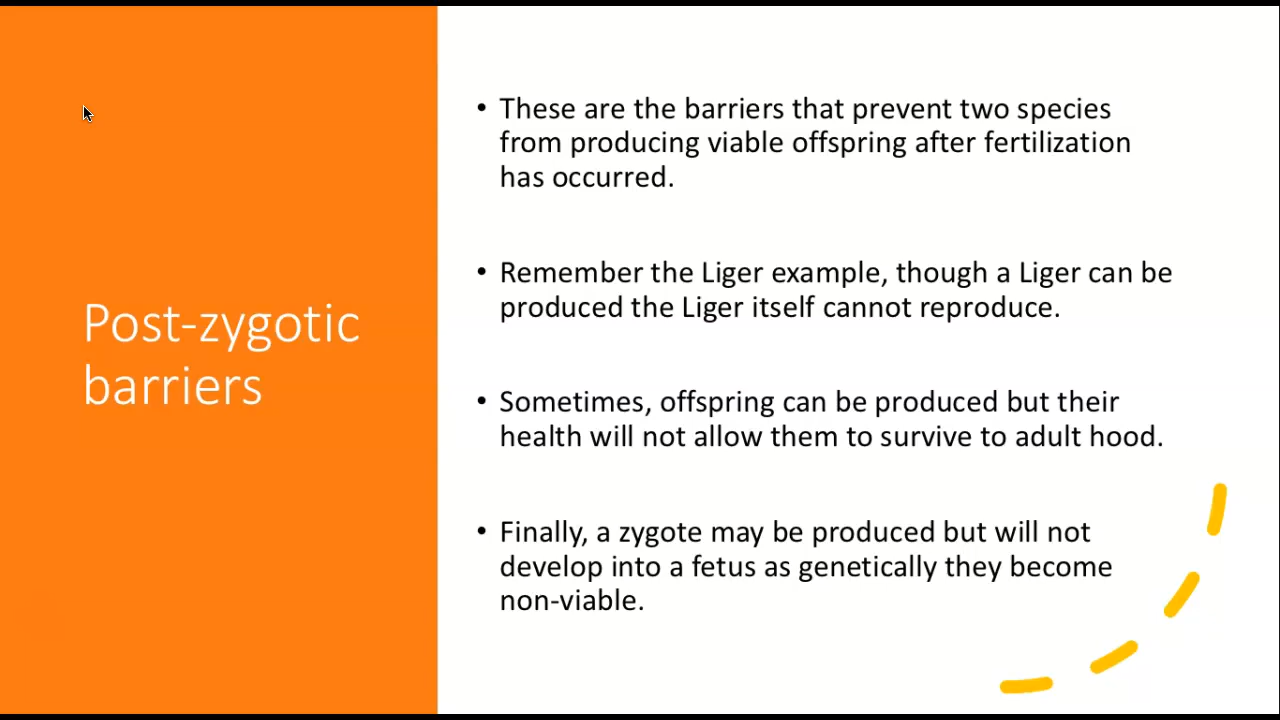 Post-zygotic
barriers
• These are the barriers that prevent two species
from producing viable offspring after fertilization
has occurred.
• Remember the Liger example, though a Liger can be
produced the Liger itself cannot reproduce.
• Sometimes, offspring can be produced but their
health will not allow them to survive to adult hood.
• Finally, a zygote may be produced but will not
develop into a fetus as genetically they become
non-viable.